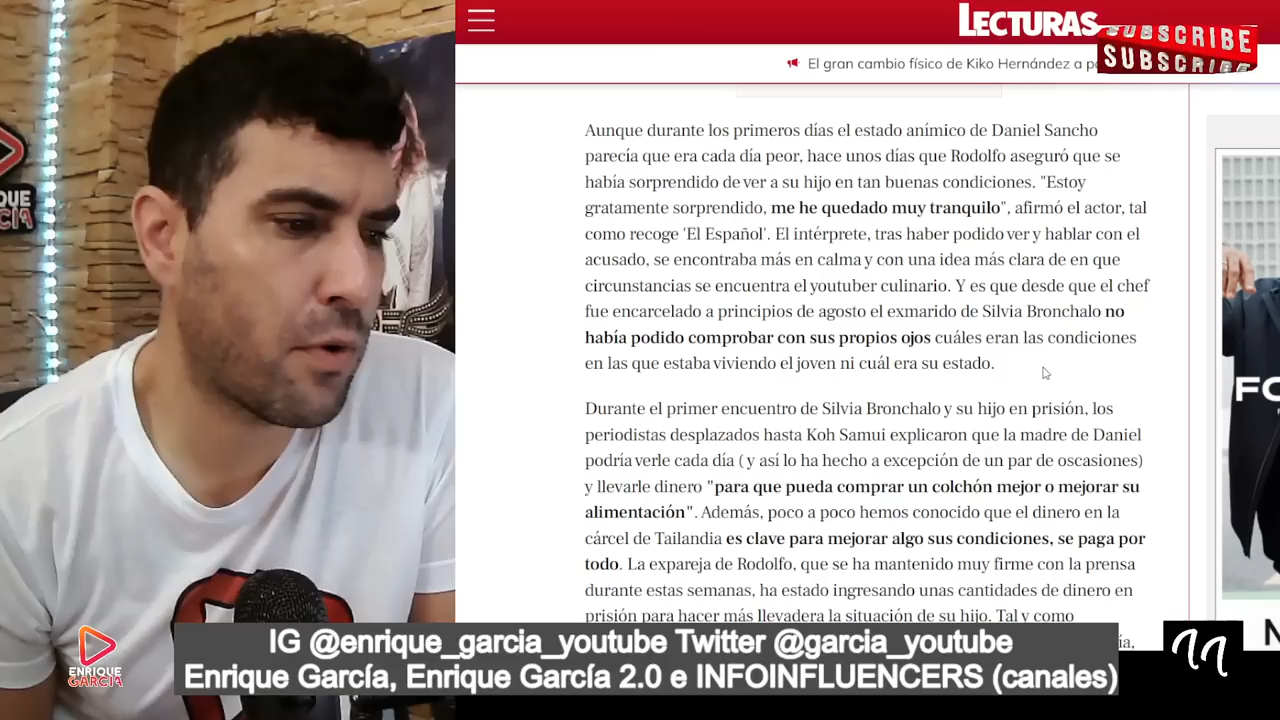 LECTURAS
SUBSCRIBE
SUBSCRIBE
El gran cambio físico de Kiko Hernández a
Aunque durante los primeros días el estado anímico de Daniel Sancho
parecía que era cada día peor, hace unos días que Rodolfo aseguró que se
había sorprendido de ver a su hijo en tan buenas condiciones. "Estoy
gratamente sorprendido, me he quedado muy tranquilo", afirmó el actor, tal
como recoge 'El Español'. El intérprete, tras haber podido ver y hablar con el
acusado, se encontraba más en calma y con una idea más clara de en que
circunstancias se encuentra el youtuber culinario. Y es que desde que el chef
fue encarcelado a principios de agosto el exmarido de Silvia Bronchalo no
había podido comprobar con sus propios ojos cuáles eran las condiciones
en las que estaba viviendo el joven ni cuál era su estado.
Durante el primer encuentro de Silvia Bronchalo y su hijo en prisión, los
periodistas desplazados hasta Koh Samui explicaron que la madre de Daniel
podría verle cada día ( y así lo ha hecho a excepción de un par de oscasiones)
y llevarle dinero "para que pueda comprar un colchón mejor o mejorar su
alimentación". Además, poco a poco hemos conocido que el dinero en la
cárcel de Tailandia es clave para mejorar algo sus condiciones, se paga por
todo. La expareja de Rodolfo, que se ha mantenido muy firme con la prensa
durante estas semanas, ha estado ingresando unas cantidades de dinero en
prisión para hacer más llevadera la situación de su hijo. Tal y como
IG @enrique_garcia_youtube Twitter @garcia_youtube
Enrique García, Enrique García 2.0 e INFOINFLUENCERS (canales)
ENRIQUE
GARCIA